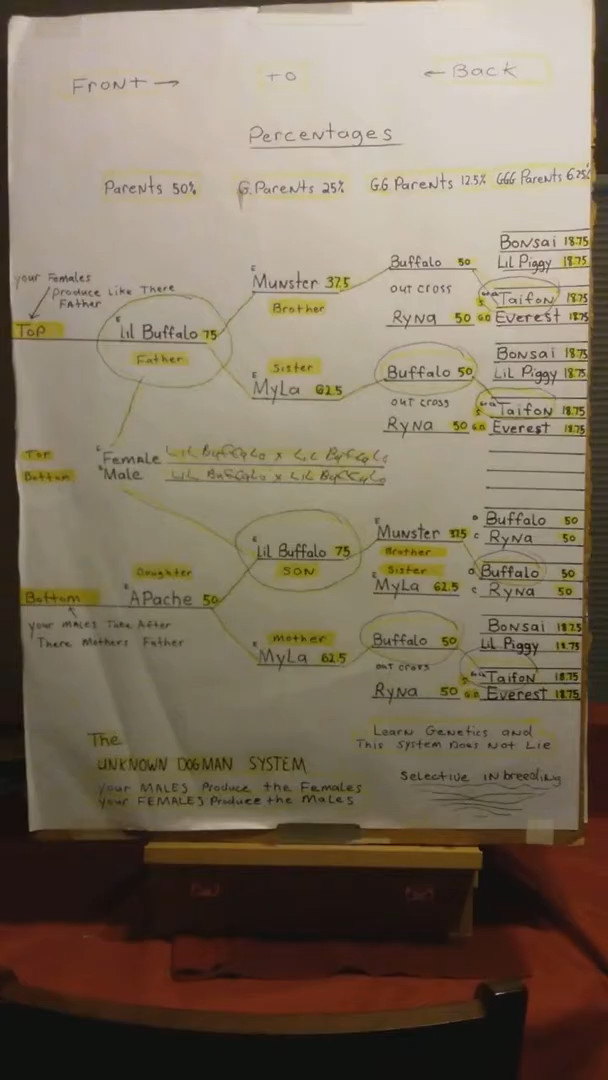 Front → TO ← Back
Percentages
Parents 50% G. Parents 25% G.G Parents 12.5% GGG Parents 6.25%
your Females
Produce Like There
Father
Top
Lil Buffalo 75
Father
Munster 37.5
Brother
Sister
MyLa 62.5
Buffalo 50
out cross
Ryna 50
Buffalo 50
out cross
Ryna 50
Bonsai 18.75
Lil Piggy 18.75
Taifon 18.75
Everest 18.75
Bonsai 18.75
Lil Piggy 18.75
Taifon 18.75
Everest 18.75
Top Female Lil Buffalo x Lil Buffalo
Bottom Male Lil Buffalo x Lil Buffalo
Daughter
Bottom APache 50
your Males Take After
There Mothers Father
Lil Buffalo 75
SON
Mother
MyLa 62.5
Munster 37.5
Brother
Sister
MyLa 62.5
Buffalo 50
out cross
Ryna 50
Buffalo 50
Ryna 50
Buffalo 50
Ryna 50
Bonsai 18.75
Lil Piggy 18.75
Taifon 18.75
Everest 18.75
Learn Genetics and
This system Does Not Lie
The
UNKNOWN DOGMAN SYSTEM
your MALES Produce the Females
your FEMALES Produce the Males
Selective INbreeding